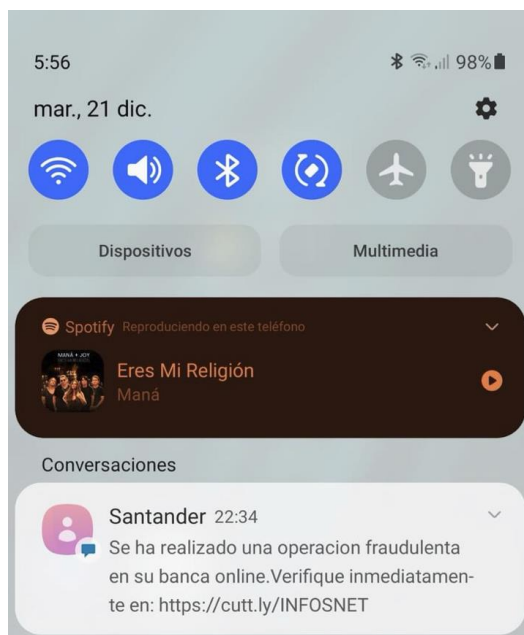 5:56 98%
mar., 21 dic.
Dispositivos Multimedia
Spotify Reproduciendo en este teléfono
MANÁ + JOY
Eres Mi Religión
Maná
Conversaciones
Santander 22:34
Se ha realizado una operacion fraudulenta
en su banca online.Verifique inmediatamen-
te en: https://cutt.ly/INFOSNET